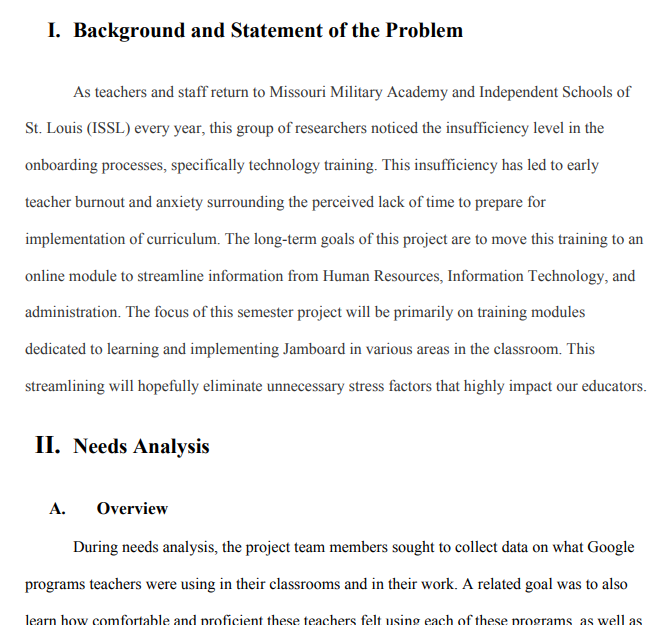 I. Background and Statement of the Problem
As teachers and staff return to Missouri Military Academy and Independent Schools of
St. Louis (ISSL) every year, this group of researchers noticed the insufficiency level in the
onboarding processes, specifically technology training. This insufficiency has led to early
teacher burnout and anxiety surrounding the perceived lack of time to prepare for
implementation of curriculum. The long-term goals of this project are to move this training to an
online module to streamline information from Human Resources, Information Technology, and
administration. The focus of this semester project will be primarily on training modules
dedicated to learning and implementing Jamboard in various areas in the classroom. This
streamlining will hopefully eliminate unnecessary stress factors that highly impact our educators.
II. Needs Analysis
A. Overview
During needs analysis, the project team members sought to collect data on what Google
programs teachers were using in their classrooms and in their work. A related goal was to also
learn how comfortable and proficient these teachers felt using each of these programs, as well as